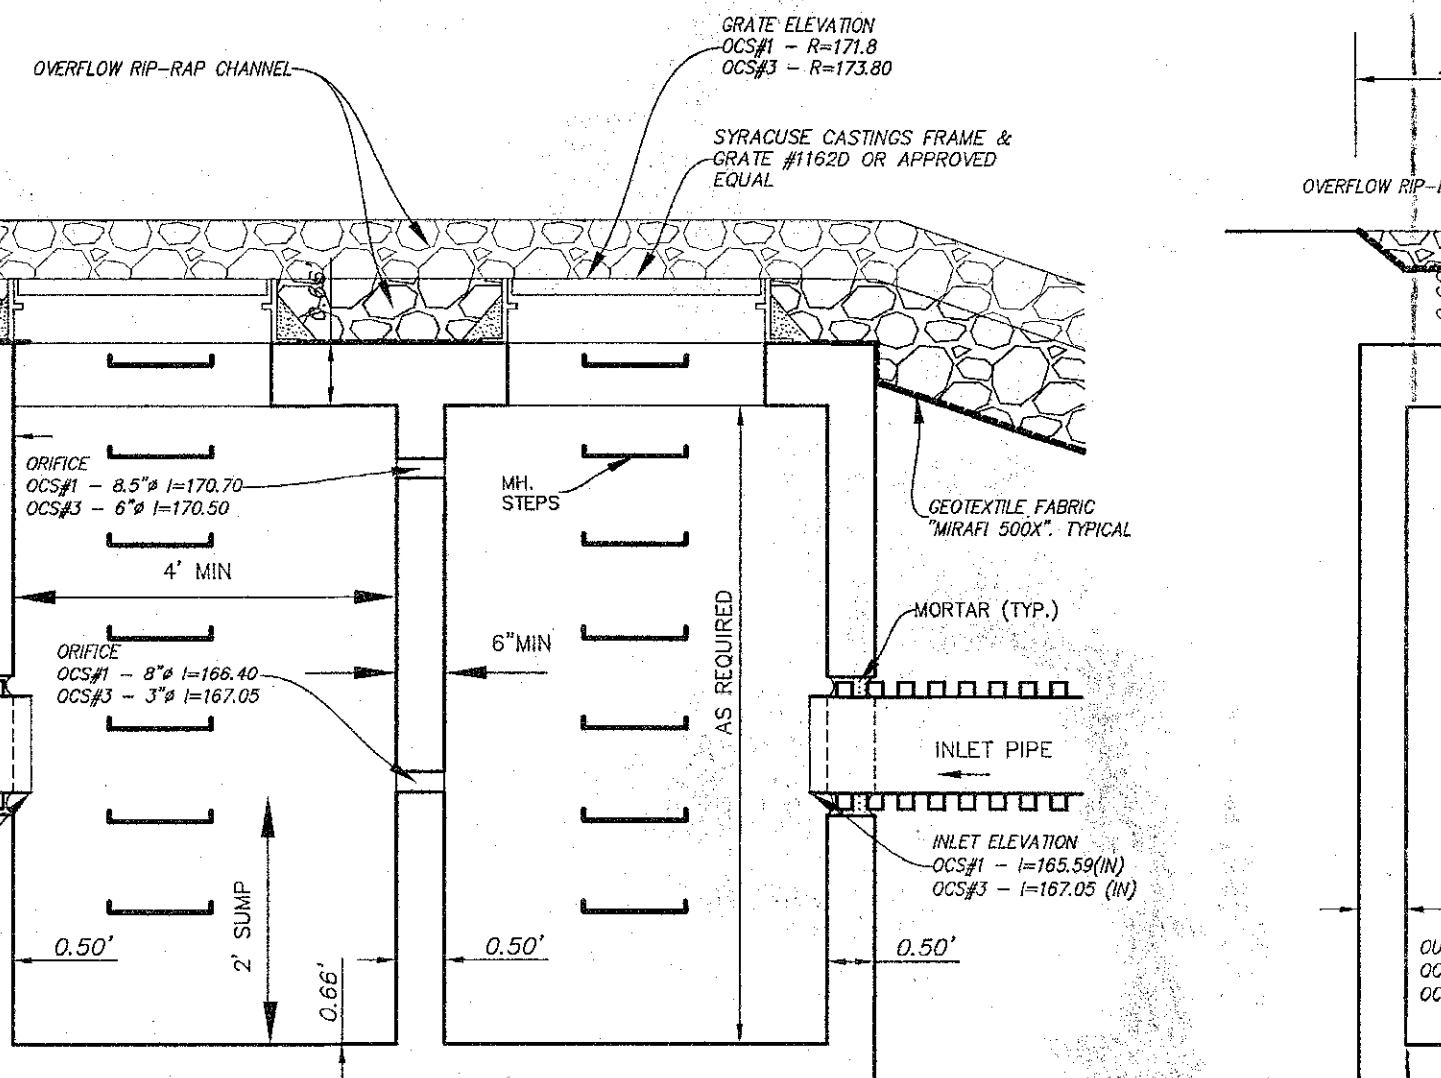 GRATE ELEVATION
OCS#1 - R=171.8
OCS#3 - R=173.80
OVERFLOW RIP-RAP CHANNEL
SYRACUSE CASTINGS FRAME &
GRATE #1162D OR APPROVED
EQUAL
OVERFLOW RIP-
0.66'
ORIFICE
OCS#1 - 8.5"ø I=170.70
OCS#3 - 6"ø I=170.50
MH.
STEPS
GEOTEXTILE FABRIC
"MIRAFI 500X". TYPICAL
4' MIN
MORTAR (TYP.)
ORIFICE
OCS#1 - 8"ø I=166.40
OCS#3 - 3"ø I=167.05
6"MIN
AS REQUIRED
INLET PIPE
INLET ELEVATION
OCS#1 - I=165.59(IN)
OCS#3 - I=167.05 (IN)
2' SUMP
0.50'
0.66'
0.50'
0.50'
OU
OC
OC